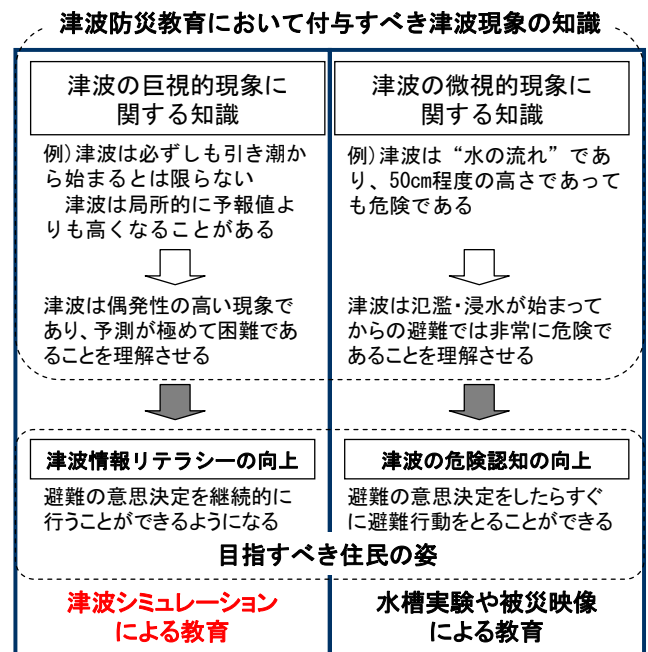 津波防災教育において付与すべき津波現象の知識
津波の巨視的現象に
関する知識
例)津波は必ずしも引き潮か
ら始まるとは限らない
津波は局所的に予報値よ
りも高くなることがある
津波は偶発性の高い現象で
あり、予測が極めて困難であ
ることを理解させる
津波情報リテラシーの向上
避難の意思決定を継続的に
行うことができるようになる
津波の微視的現象に
関する知識
例)津波は“水の流れ”であ
り、50cm程度の高さであって
も危険である
津波は氾濫・浸水が始まって
からの避難では非常に危険で
あることを理解させる
津波の危険認知の向上
避難の意思決定をしたらすぐ
に避難行動をとることができる
目指すべき住民の姿
津波シミュレーション
による教育
水槽実験や被災映像
による教育